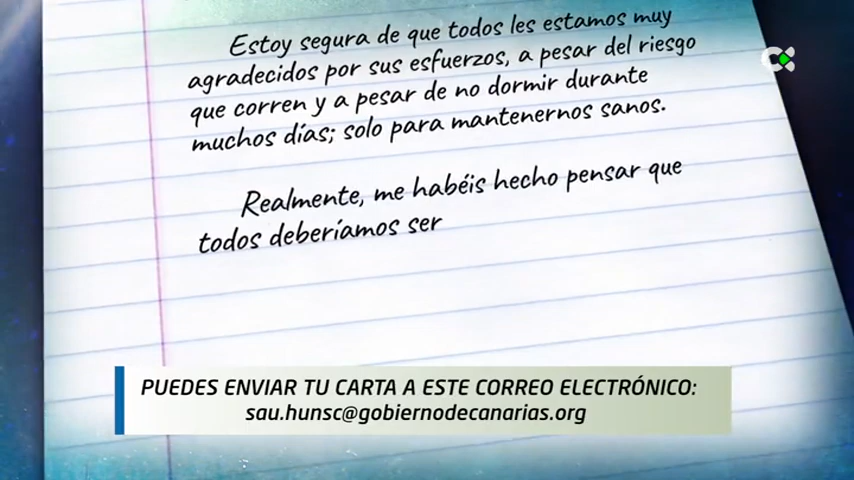 Estoy segura de que todos les estamos muy
agradecidos por sus esfuerzos, a pesar del riesgo
que corren y a pesar de no dormir durante
muchos días; solo para mantenernos sanos.
Realmente, me habéis hecho pensar que
todos deberíamos ser
PUEDES ENVIAR TU CARTA A ESTE CORREO ELECTRÓNICO:
sau.hunsc@gobiernodecanarias.org